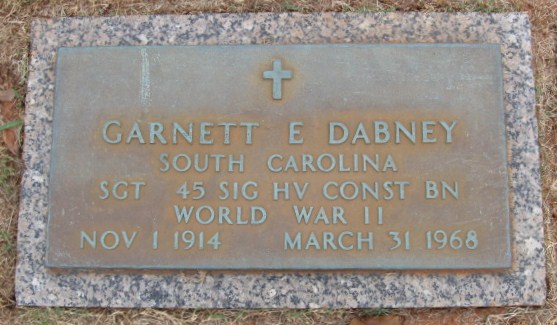 GARNETT E DABNEY
SOUTH CAROLINA
SGT 45 SIG HV CONST BN
WORLD WAR II
NOV 1 1914 MARCH 31 1968